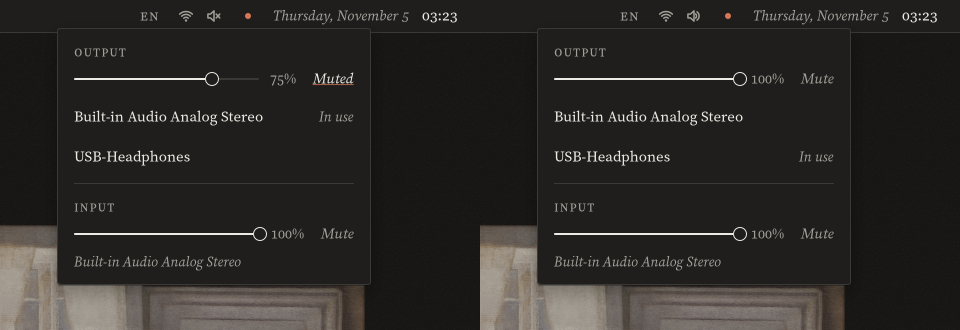 EN Thursday, November 5 03:23
OUTPUT
75% Muted
Built-in Audio Analog Stereo In use
USB-Headphones
INPUT
100% Mute
Built-in Audio Analog Stereo
EN Thursday, November 5 03:23
OUTPUT
100% Mute
Built-in Audio Analog Stereo
USB-Headphones In use
INPUT
100% Mute
Built-in Audio Analog Stereo